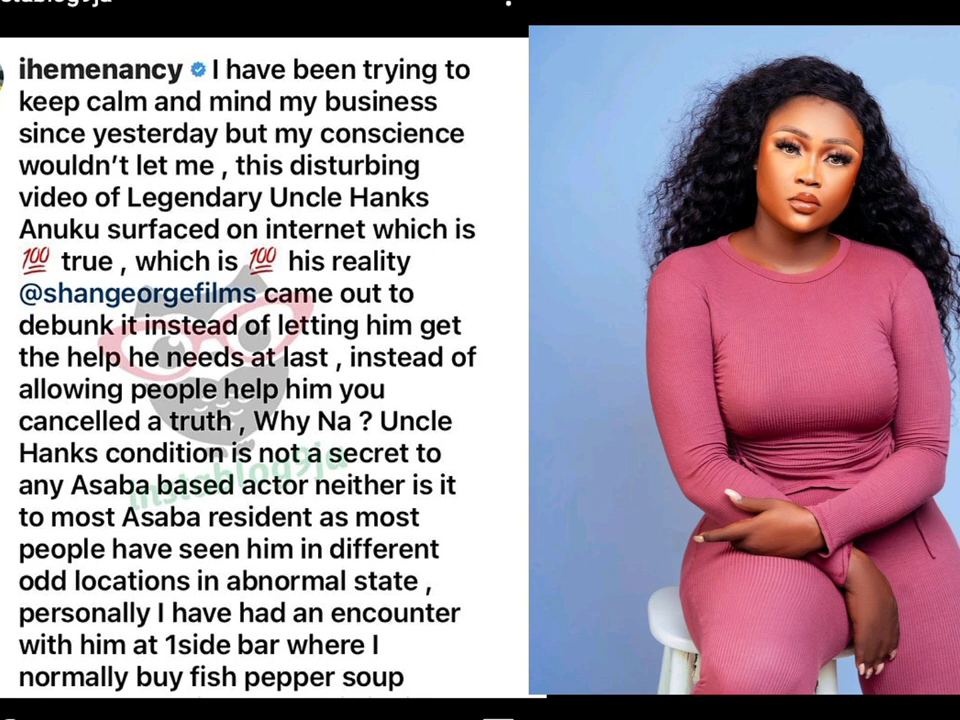 ihemenancy I have been trying to
keep calm and mind my business
since yesterday but my conscience
wouldn't let me , this disturbing
video of Legendary Uncle Hanks
Anuku surfaced on internet which is
💯 true , which is 💯 his reality
@shangeorgefilms came out to
debunk it instead of letting him get
the help he needs at last , instead of
allowing people help him you
cancelled a truth , Why Na ? Uncle
Hanks condition is not a secret to
any Asaba based actor neither is it
to most Asaba resident as most
people have seen him in different
odd locations in abnormal state ,
personally I have had an encounter
with him at 1side bar where I
normally buy fish pepper soup
instablog9ja